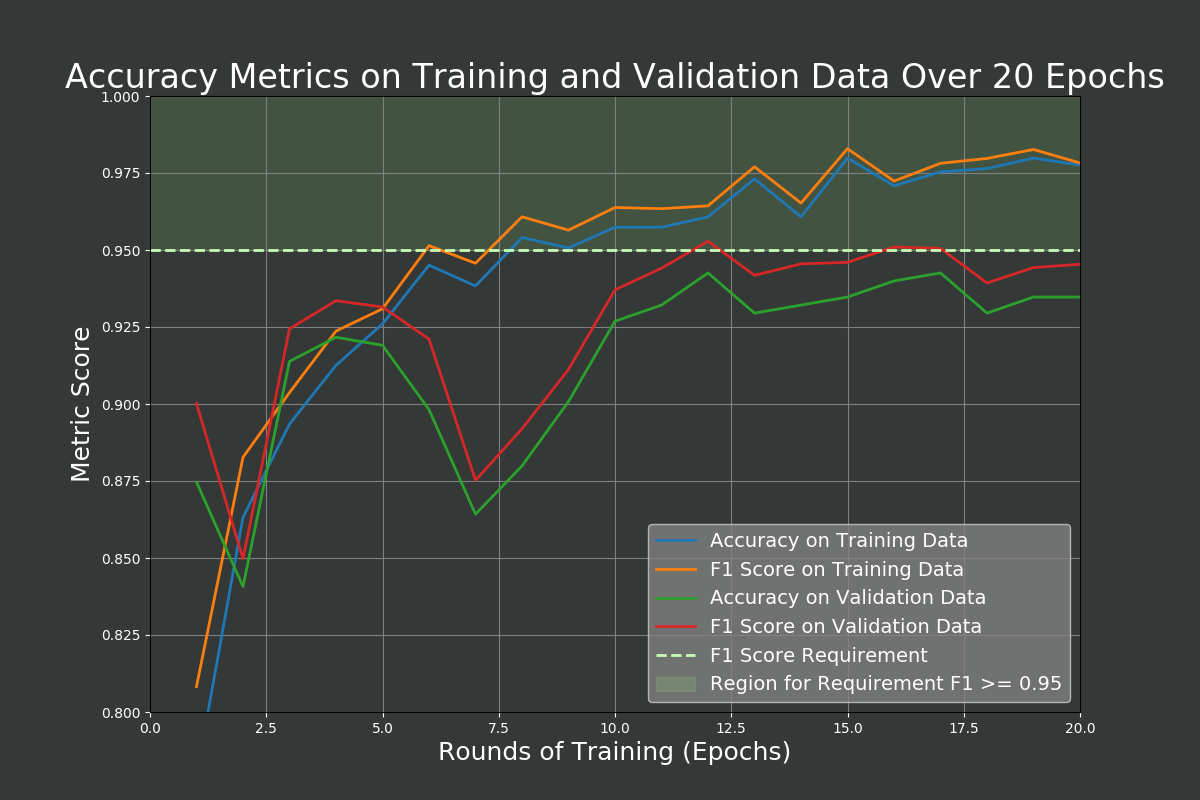 Accuracy Metrics on Training and Validation Data Over 20 Epochs
1.000
0.975
0.950
0.925
0.900
0.875
0.850
0.825
0.800
Metric Score
Accuracy on Training Data
F1 Score on Training Data
Accuracy on Validation Data
F1 Score on Validation Data
F1 Score Requirement
Region for Requirement F1 >= 0.95
0.0 2.5 5.0 7.5 10.0 12.5 15.0 17.5 20.0
Rounds of Training (Epochs)